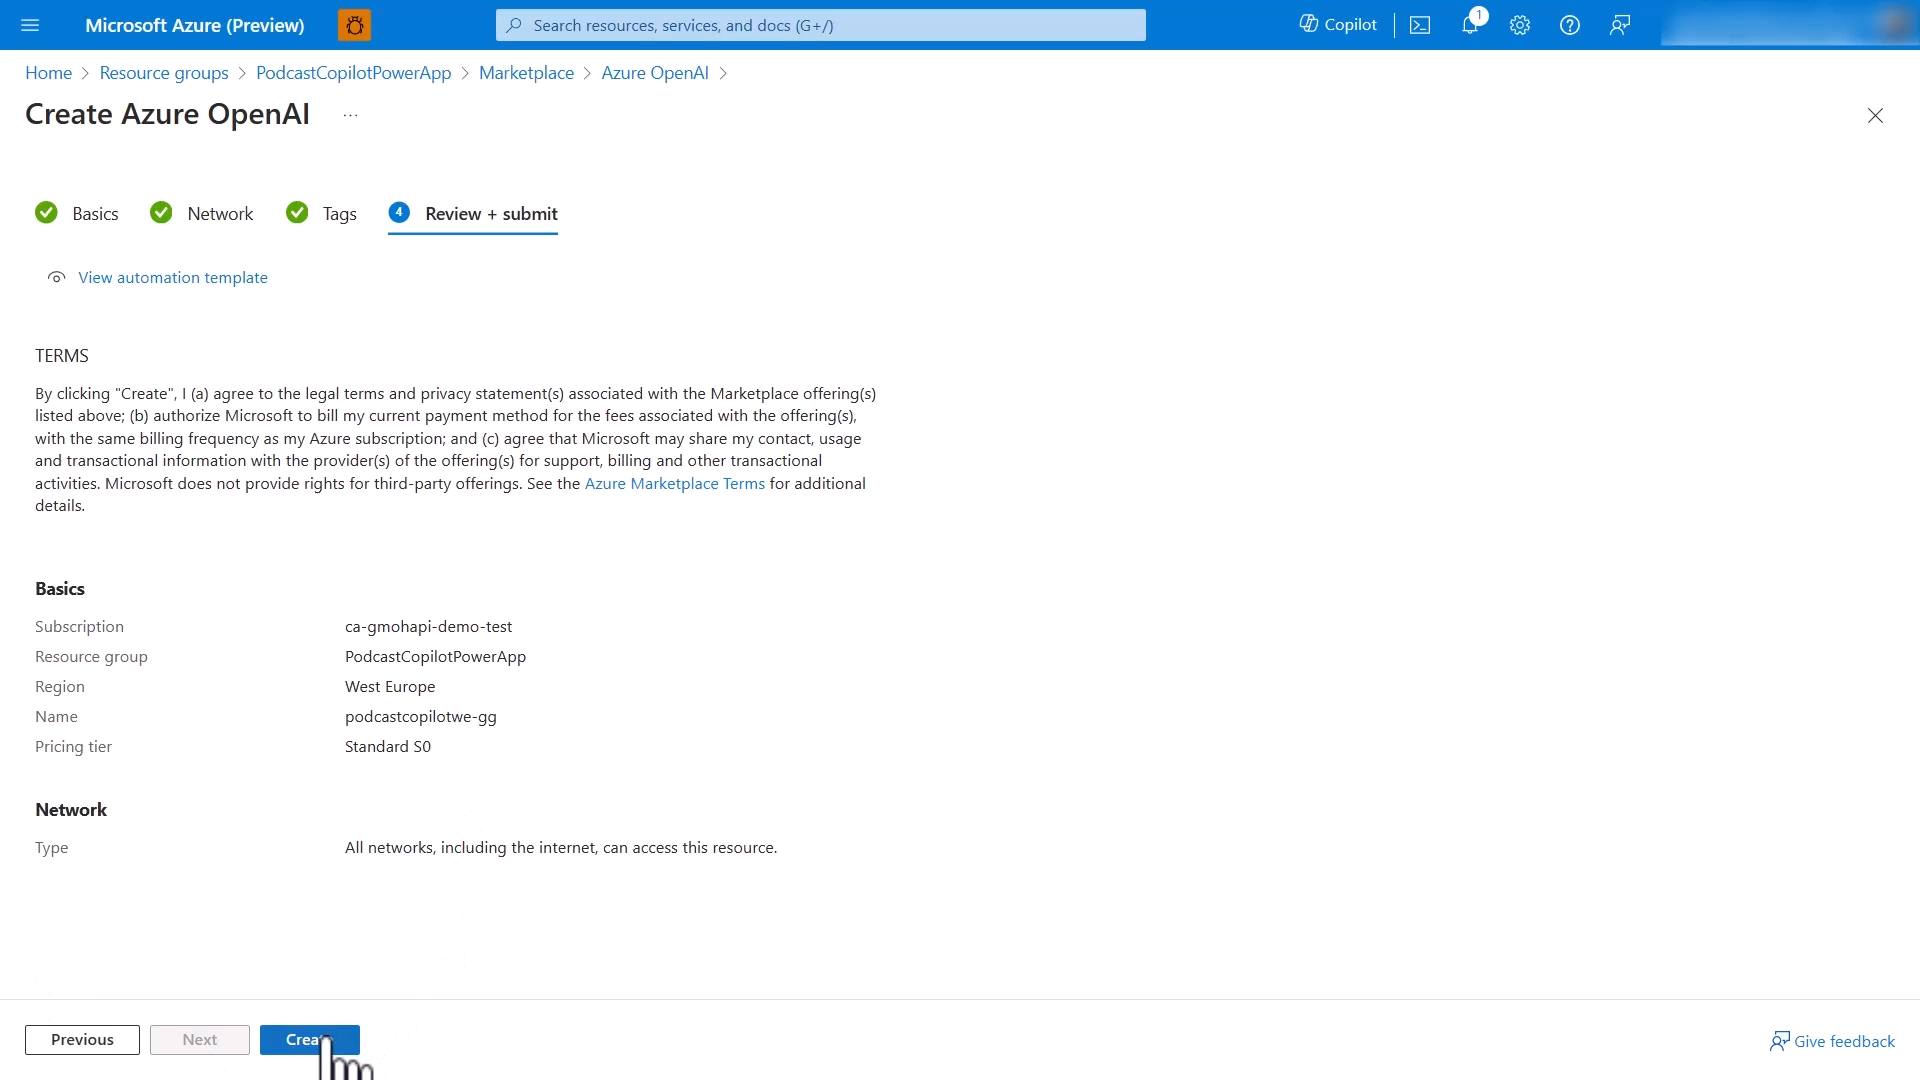 Microsoft Azure (Preview)
Search resources, services, and docs (G+/)
Copilot
1
Home > Resource groups > PodcastCopilotPowerApp > Marketplace > Azure OpenAI >
Create Azure OpenAI ...
Basics
Network
Tags
4 Review + submit
View automation template
TERMS
By clicking "Create", I (a) agree to the legal terms and privacy statement(s) associated with the Marketplace offering(s)
listed above; (b) authorize Microsoft to bill my current payment method for the fees associated with the offering(s),
with the same billing frequency as my Azure subscription; and (c) agree that Microsoft may share my contact, usage
and transactional information with the provider(s) of the offering(s) for support, billing and other transactional
activities. Microsoft does not provide rights for third-party offerings. See the Azure Marketplace Terms for additional
details.
Basics
Subscription ca-gmohapi-demo-test
Resource group PodcastCopilotPowerApp
Region West Europe
Name podcastcopilotwe-gg
Pricing tier Standard S0
Network
Type All networks, including the internet, can access this resource.
Previous
Next
Create
Give feedback